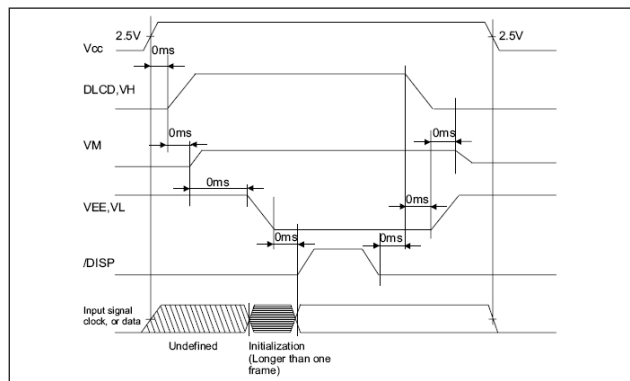 2.5V
2.5V
Vcc
0ms
DLCD,VH
0ms
0ms
VM
0ms
VEE,VL
0ms
0ms
0ms
/DISP
Input signal
clock, or data
Undefined
Initialization
(Longer than one
frame)